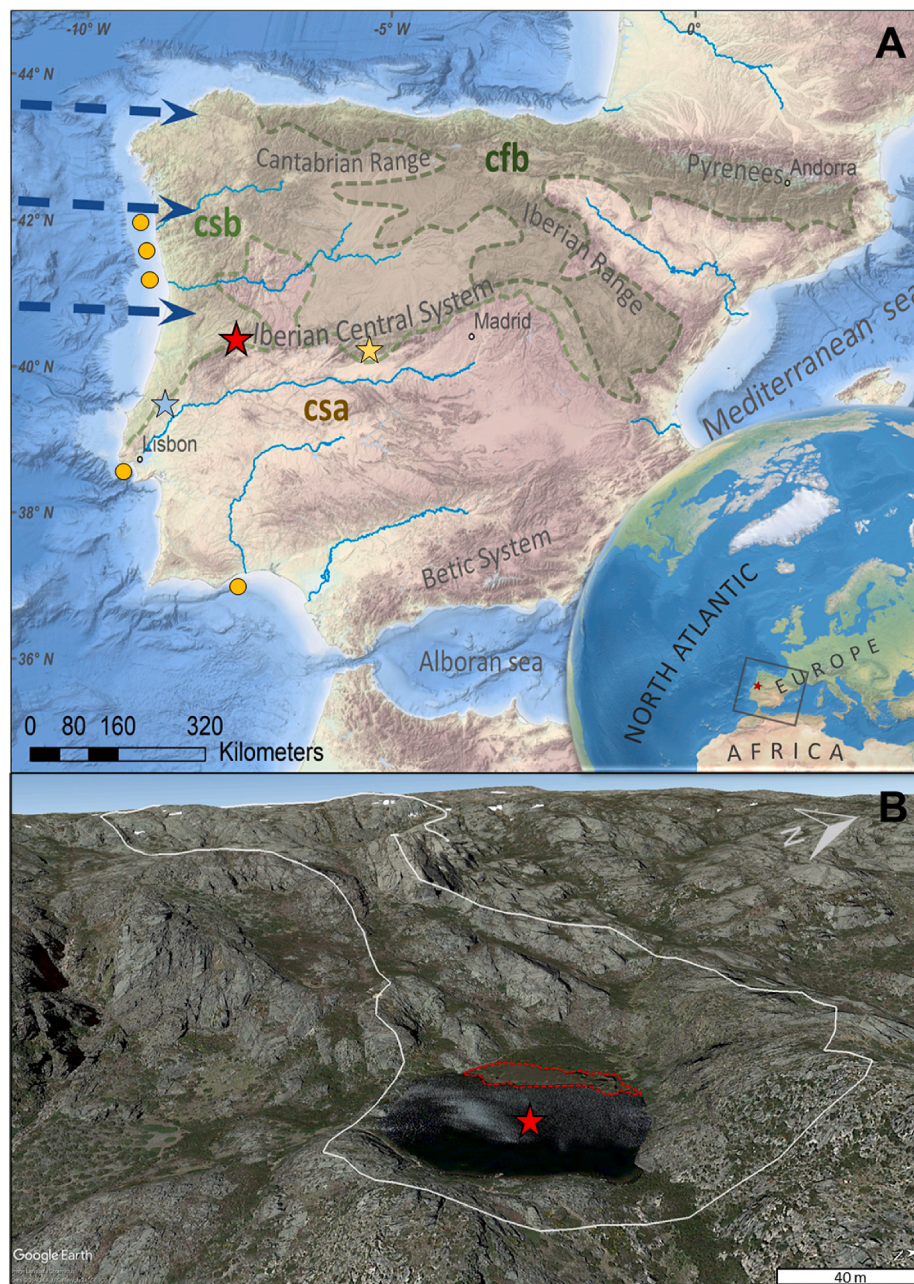 -10° W
-5° W
0°
A
44° N
Cantabrian Range
cfb
Pyrenees
Andorra
42° N
csb
Iberian Range
Iberian Central System
Madrid
Mediterranean sea
40° N
csa
Lisbon
38° N
Betic System
36° N
Alboran sea
NORTH ATLANTIC
EUROPE
AFRICA
0 80 160 320
Kilometers
B
N
Google Earth
40 m